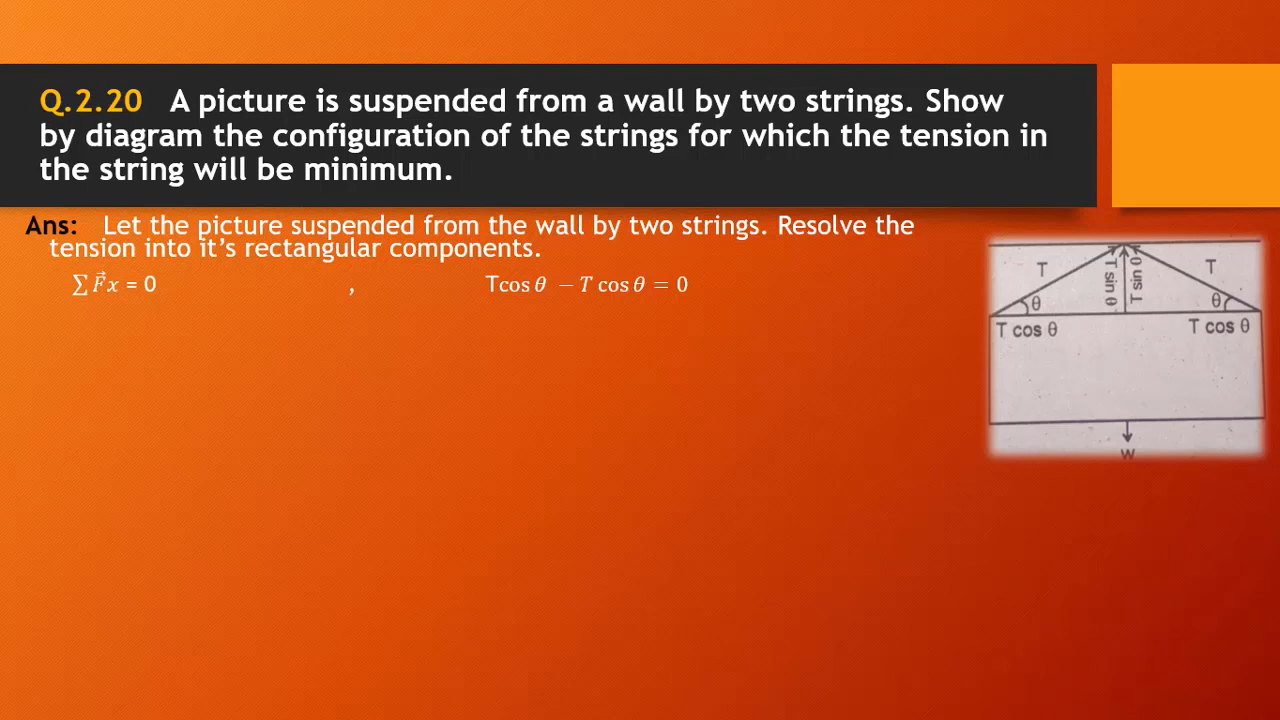 Q.2.20 A picture is suspended from a wall by two strings. Show
by diagram the configuration of the strings for which the tension in
the string will be minimum.
Ans: Let the picture suspended from the wall by two strings. Resolve the
tension into it’s rectangular components.
∑ F⃗x = 0 , Tcos θ − T cos θ = 0
T T sin θ T sin θ T
θ θ
T cos θ T cos θ
W